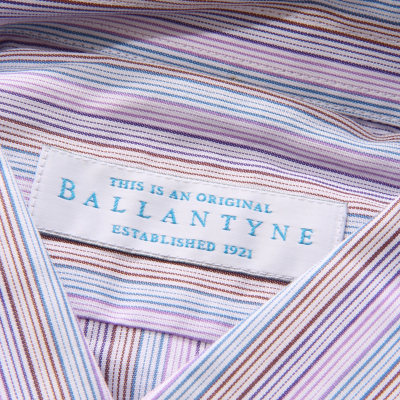 THIS IS AN ORIGINAL
BALLANTYNE
ESTABLISHED 1921